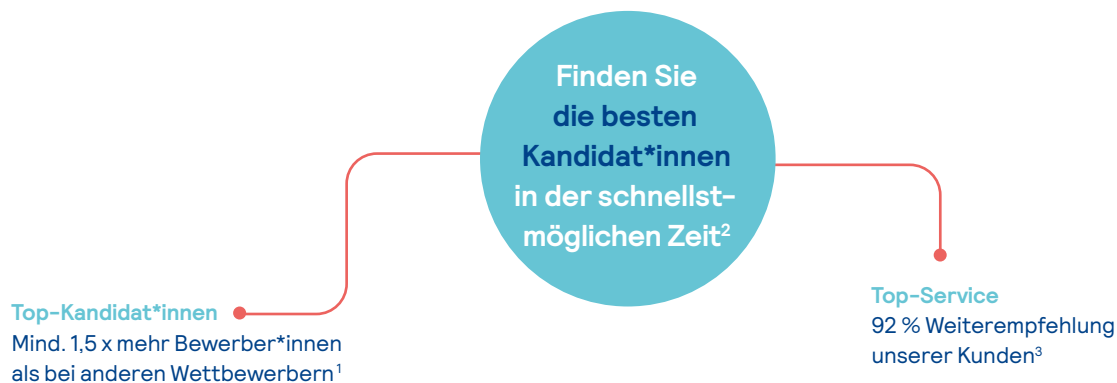 Finden Sie
die besten
Kandidat*innen
in der schnellst-
möglichen Zeit²
Top-Kandidat*innen
Mind. 1,5 x mehr Bewerber*innen
als bei anderen Wettbewerbern¹
Top-Service
92 % Weiterempfehlung
unserer Kunden³